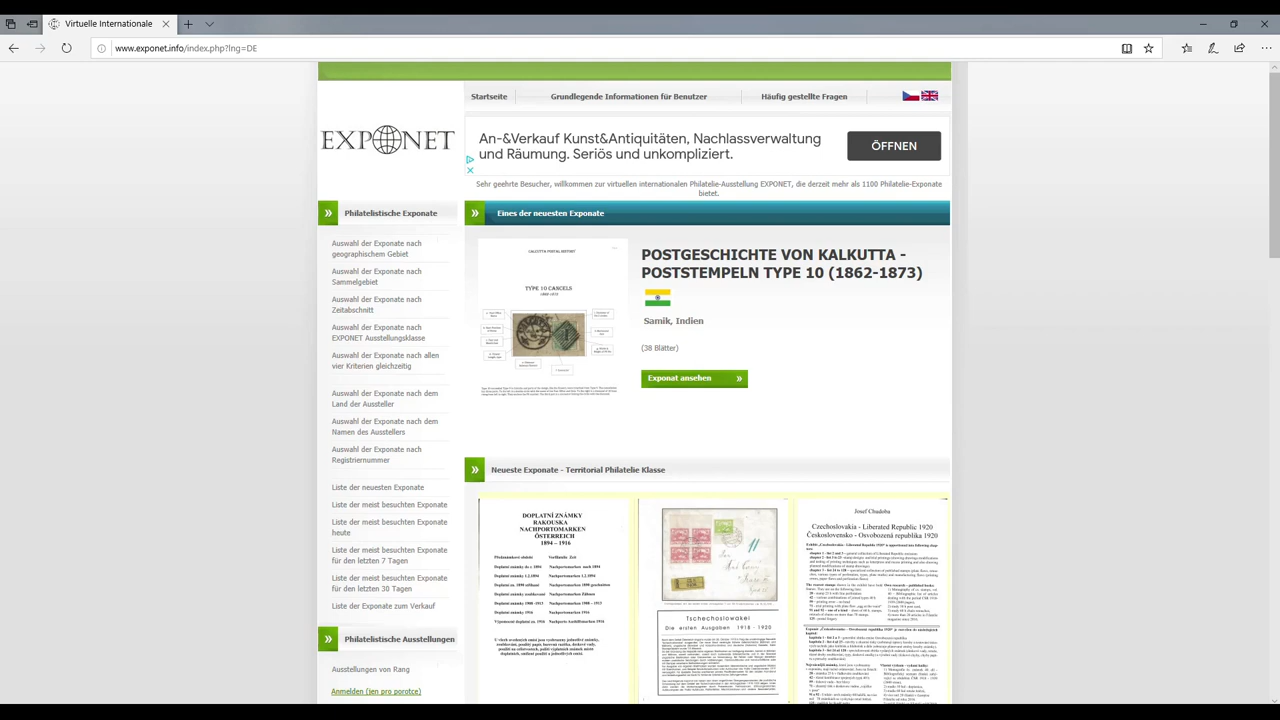 Virtuelle Internationale
www.exponet.info/index.php?lng=DE
Startseite
Grundlegende Informationen für Benutzer
Häufig gestellte Fragen
EXPONET
An-&Verkauf Kunst&Antiquitäten, Nachlassverwaltung
und Räumung. Seriös und unkompliziert.
ÖFFNEN
Sehr geehrte Besucher, willkommen zur virtuellen internationalen Philatelie-Ausstellung EXPONET, die derzeit mehr als 1100 Philatelie-Exponate
bietet.
Philatelistische Exponate
Auswahl der Exponate nach
geographischem Gebiet
Auswahl der Exponate nach
Sammelgebiet
Auswahl der Exponate nach
Zeitabschnitt
Auswahl der Exponate nach
EXPONET Ausstellungsklasse
Auswahl der Exponate nach allen
vier Kriterien gleichzeitig
Auswahl der Exponate nach dem
Land der Aussteller
Auswahl der Exponate nach dem
Namen des Ausstellers
Auswahl der Exponate nach
Registriernummer
Liste der neuesten Exponate
Liste der meist besuchten Exponate
Liste der meist besuchten Exponate
heute
Liste der meist besuchten Exponate
für den letzten 7 Tagen
Liste der meist besuchten Exponate
für den letzten 30 Tagen
Liste der Exponate zum Verkauf
Philatelistische Ausstellungen
Ausstellungen von Rang
Anmelden (jen pro porotce)
Eines der neuesten Exponate
CALCUTTA POSTAL HISTORY
TYPE 10 CANCELS
(1862-1873)
POSTGESCHICHTE VON KALKUTTA -
POSTSTEMPELN TYPE 10 (1862-1873)
Samik, Indien
(38 Blätter)
Exponat ansehen
Neueste Exponate - Territorial Philatelie Klasse
DOPLATNÍ ZNÁMKY
RAKOUSKA
NACHPORTOMARKEN
ÖSTERREICH
1894 – 1916
Tschechoslowakei
Die ersten Ausgaben 1918 - 1920
Josef Chudoba
Czechoslovakia - Liberated Republic 1920
Československo - Osvobozená republika 1920